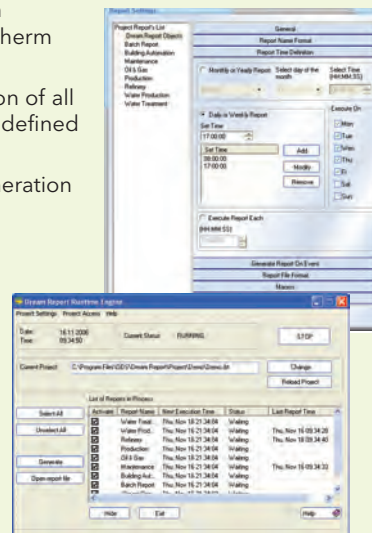 therm
on of all
defined
neration
Report Settings
Project Report's List
Dream Report Objects
Batch Report
Building Automation
Maintenance
Oil & Gas
Production
Refinery
Water Production
Water Treatment
General
Report Name Format
Report Time Definition
Monthly or Yearly Report
Select day of the month
Select Time (HH:MM:SS)
Daily or Weekly Report
Set Time
17:00:00
Set Time
08:00:00
17:00:00
Add
Modify
Remove
Execute On
Mon
Tue
Wed
Thu
Fri
Sat
Sun
Execute Report Each
(HH:MM:SS)
Generate Report On Event
Report File Format
Macros
Dream Report Runtime Engine
Project Settings Project Access Help
Date: 16.11.2006
Time: 09:34:50
Current Status RUNNING
STOP
Current Project
Change
Reload Project
List of Reports in Process
Select All
Unselect All
Generate
Open report file
Activate Report Name Next Execution Time Status Last Report Time
Water Treat... Thu, Nov 16 21:34:04 Waiting
Water Prod... Thu, Nov 16 21:34:04 Waiting Thu, Nov 16 09:34:28
Refinery Thu, Nov 16 21:34:04 Waiting Thu, Nov 16 09:34:40
Production Thu, Nov 16 21:34:04 Waiting
Oil & Gas Thu, Nov 16 21:34:04 Waiting
Maintenance Thu, Nov 16 21:34:04 Waiting Thu, Nov 16 09:34:33
Building Aut... Thu, Nov 16 21:34:04 Waiting
Batch Report Thu, Nov 16 21:34:04 Waiting
Hide
Exit
Help